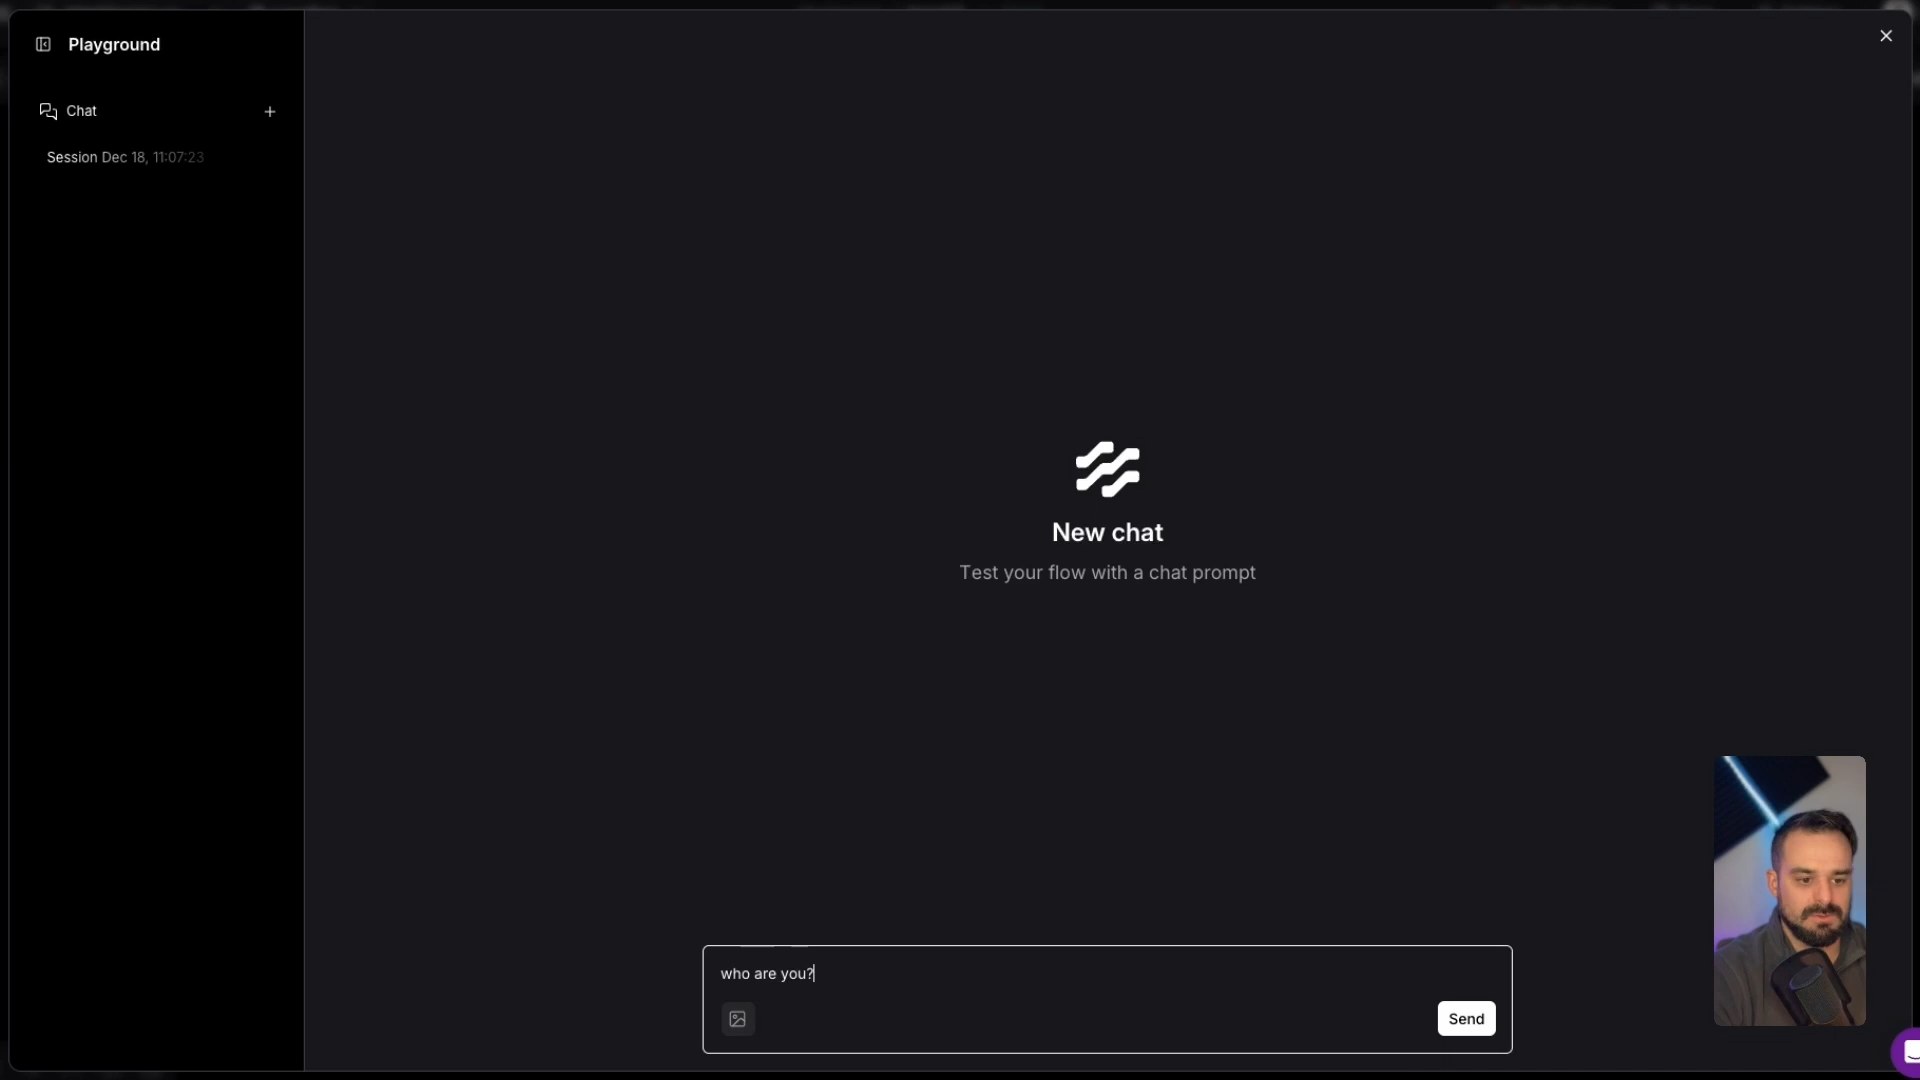 Playground
Chat
Session Dec 18, 11:07:23
New chat
Test your flow with a chat prompt
who are you?
Send